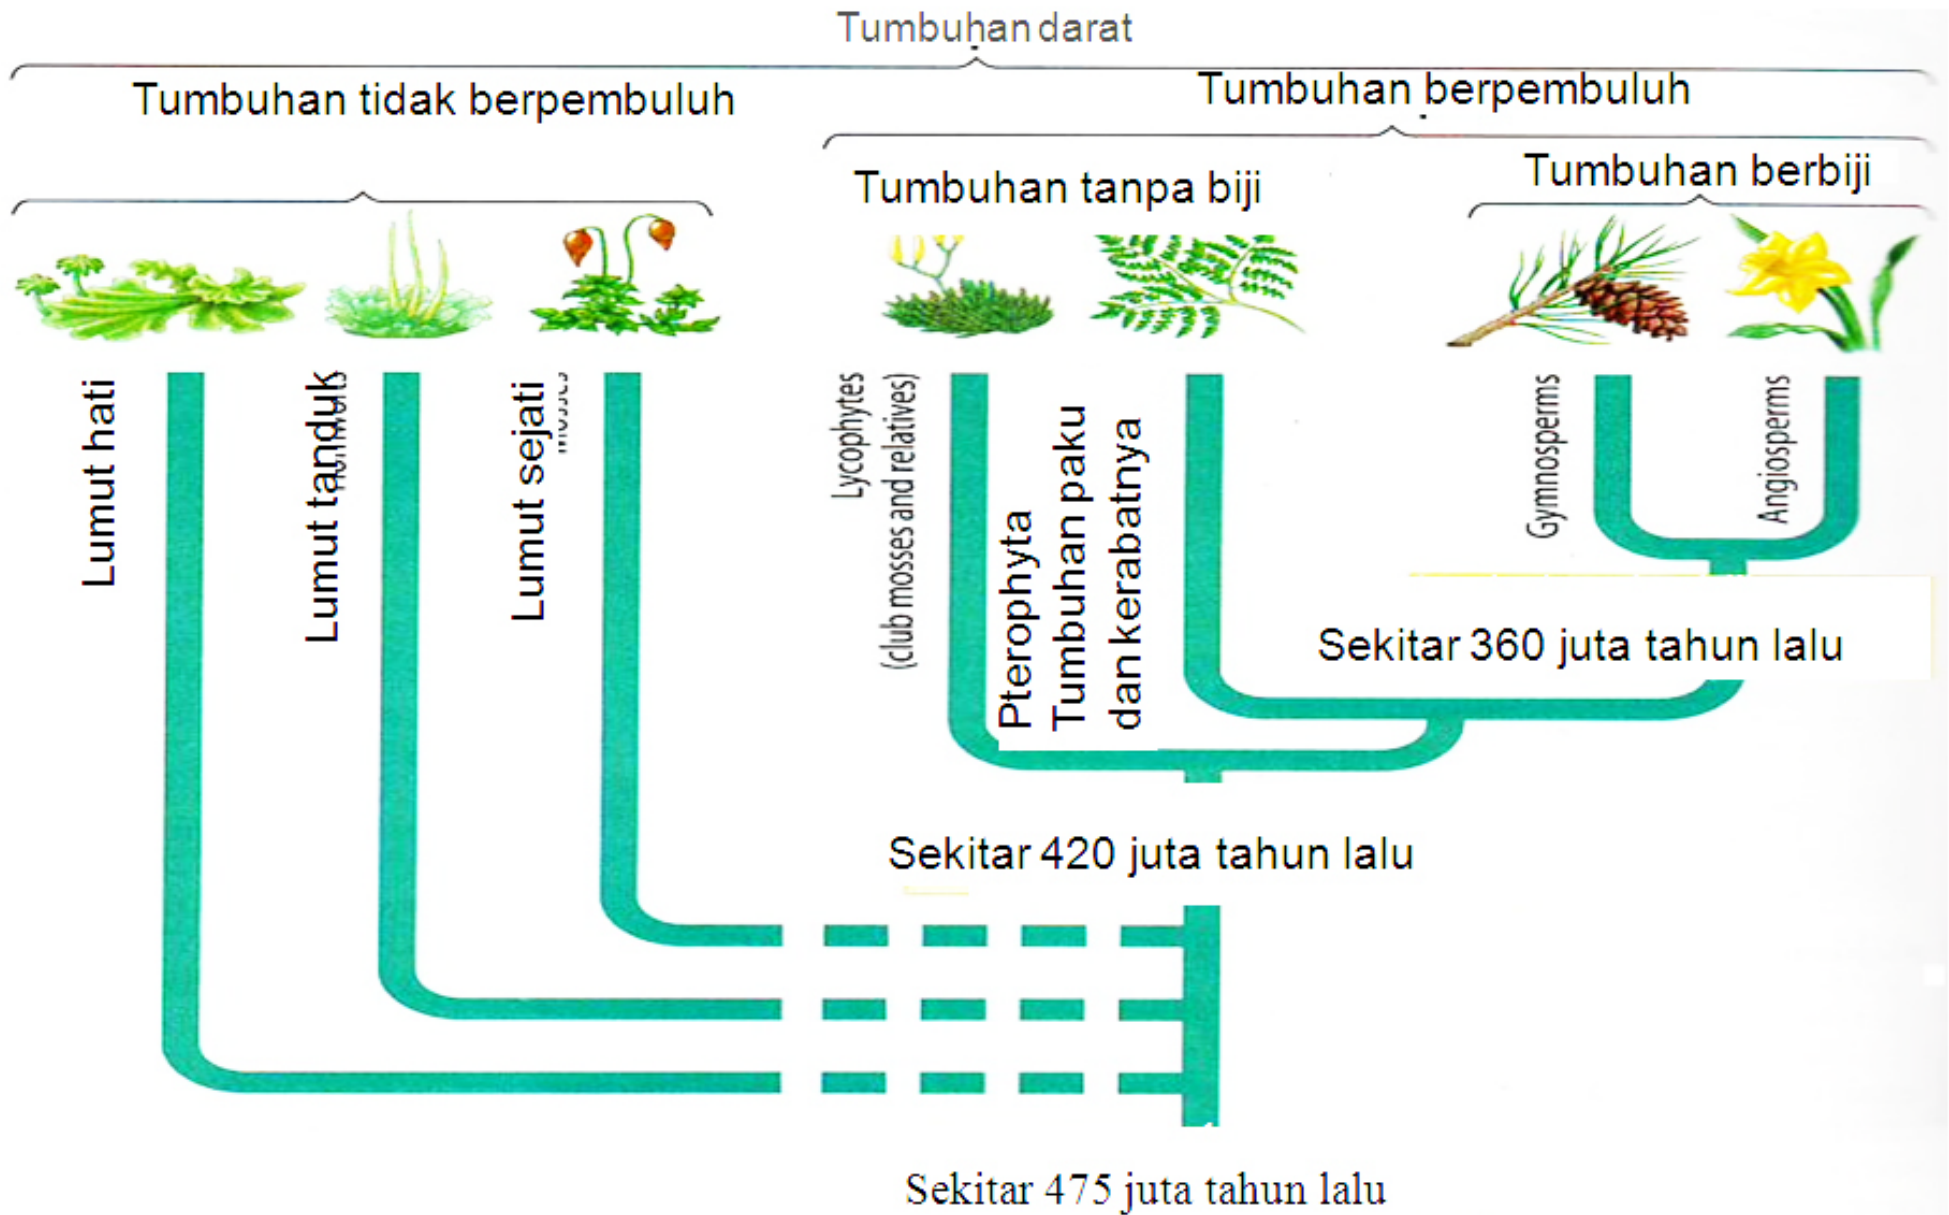 Tumbuhan darat
Tumbuhan tidak berpembuluh
Tumbuhan berpembuluh
Tumbuhan tanpa biji
Tumbuhan berbiji
Lumut hati
Lumut tanduk
Lumut sejati
Lycophytes
(club mosses and relatives)
Pterophyta
Tumbuhan paku
dan kerabatnya
Gymnosperms
Angiosperms
Sekitar 360 juta tahun lalu
Sekitar 420 juta tahun lalu
Sekitar 475 juta tahun lalu